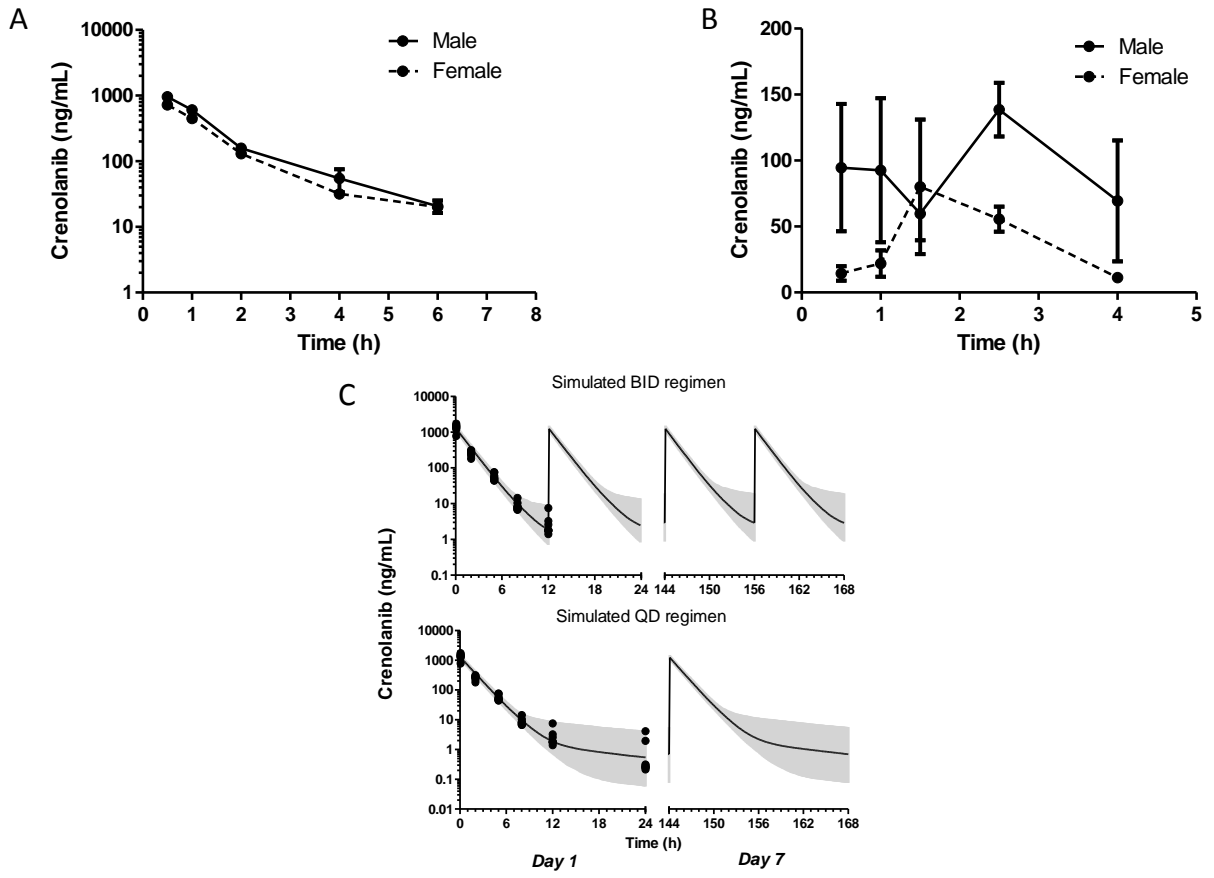 A
Crenolanib (ng/mL)
10000
1000
100
10
1
0 1 2 3 4 5 6 7 8
Time (h)
Male
Female
B
Crenolanib (ng/mL)
200
150
100
50
0
0 1 2 3 4 5
Time (h)
Male
Female
C
Crenolanib (ng/mL)
Simulated BID regimen
10000
1000
100
10
1
0.1
0 6 12 18 24 144 150 156 162 168
Simulated QD regimen
10000
1000
100
10
1
0.1
0.01
0 6 12 18 24 144 150 156 162 168
Time (h)
Day 1 Day 7